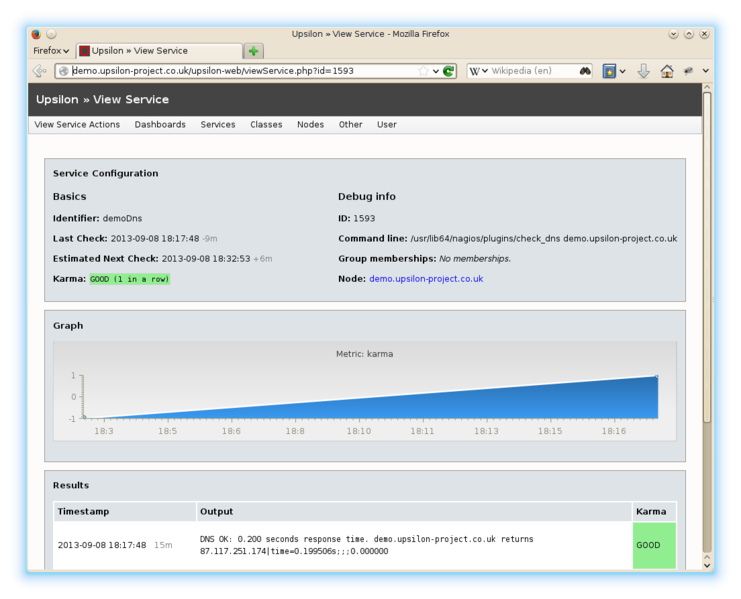 Upsilon » View Service - Mozilla Firefox
Firefox
Upsilon » View Service
demo.upsilon-project.co.uk/upsilon-web/viewService.php?id=1593
W Wikipedia (en)
Upsilon » View Service
View Service Actions Dashboards Services Classes Nodes Other User
Service Configuration
Basics
Debug info
Identifier: demoDns
ID: 1593
Last Check: 2013-09-08 18:17:48 -9m
Command line: /usr/lib64/nagios/plugins/check_dns demo.upsilon-project.co.uk
Estimated Next Check: 2013-09-08 18:32:53 +6m
Group memberships: No memberships.
Karma: GOOD (1 in a row)
Node: demo.upsilon-project.co.uk
Graph
Metric: karma
1
0
-1
18:3 18:5 18:6 18:8 18:10 18:11 18:13 18:15 18:16
Results
Timestamp Output Karma
2013-09-08 18:17:48 15m
DNS OK: 0.200 seconds response time. demo.upsilon-project.co.uk returns
87.117.251.174|time=0.199506s;;;0.000000
GOOD